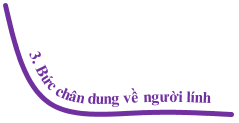 3. Bức chân dung về người lính